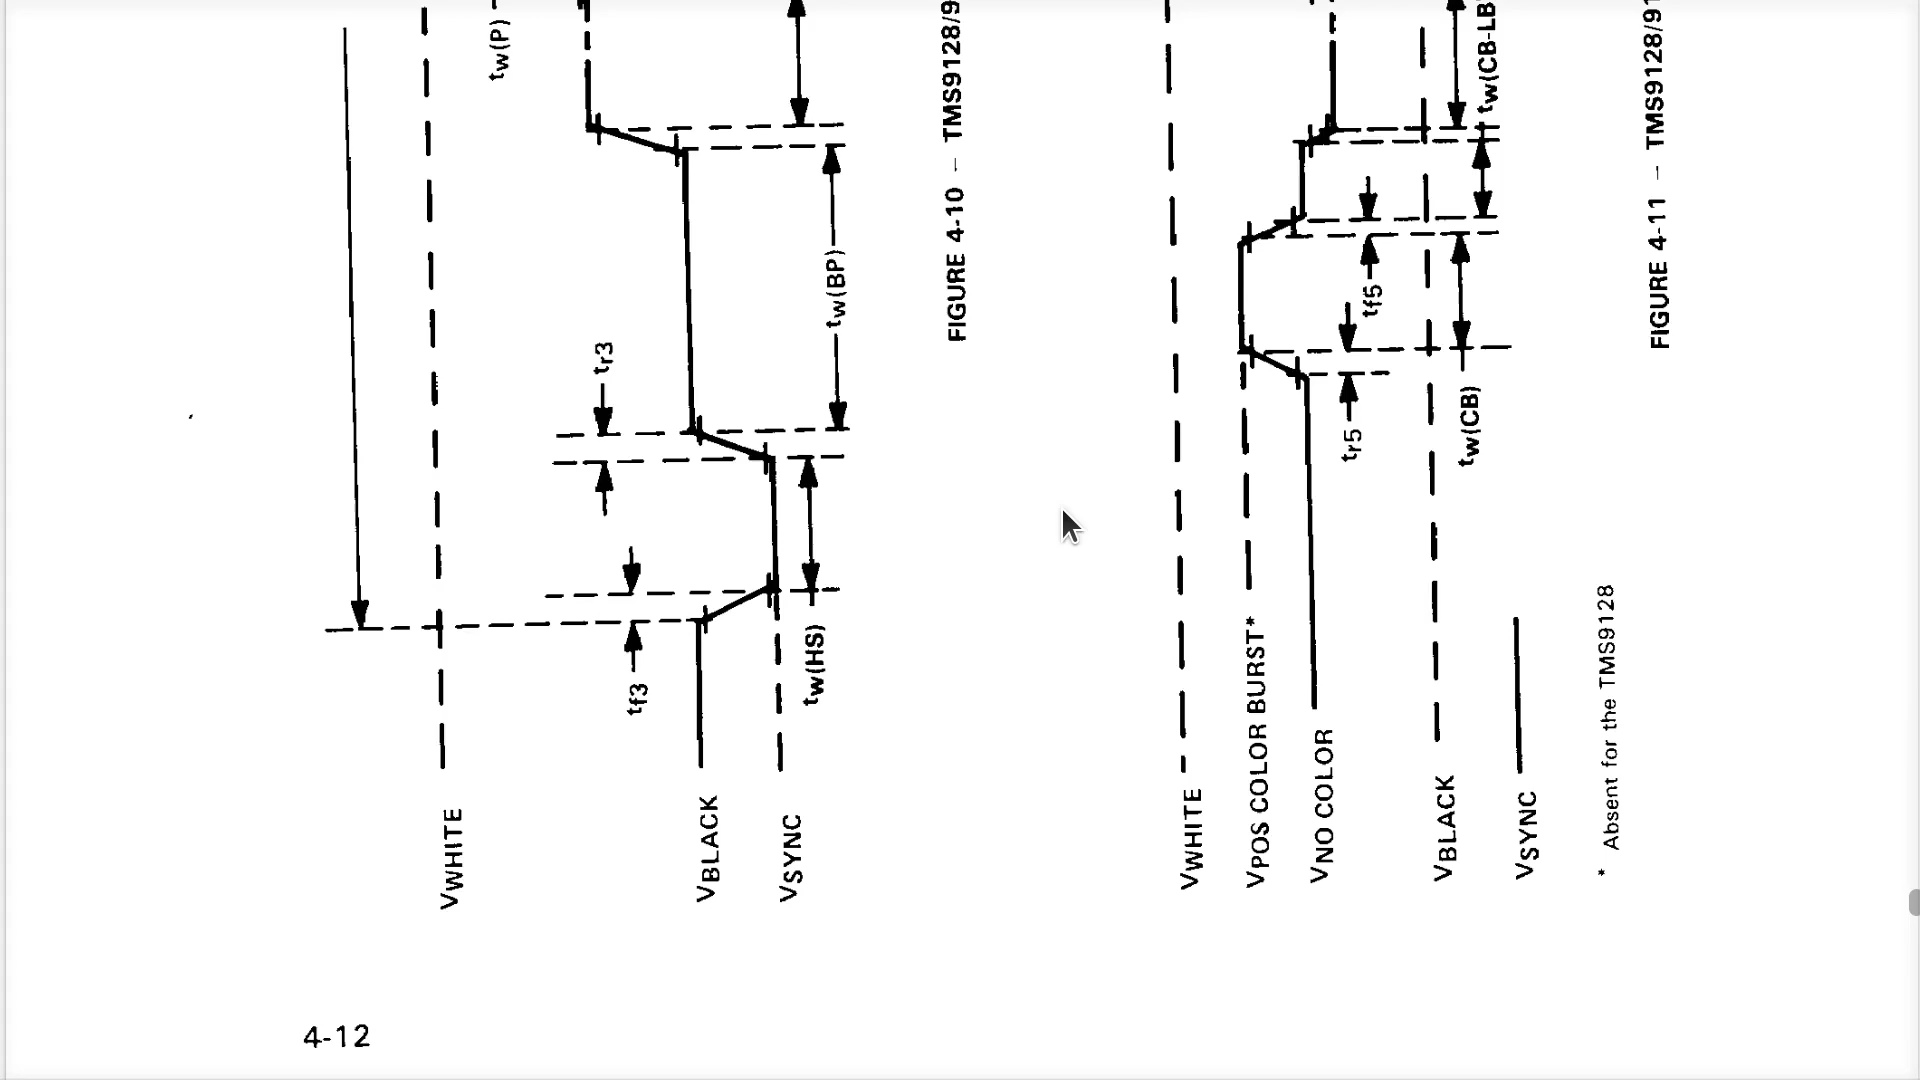 tw(P)
tr3
tw(BP)
tf3
tw(HS)
VWHITE
VBLACK
VSYNC
FIGURE 4-10 – TMS9128/9
tw(CB-LB
tf5
tr5
tw(CB)
VWHITE
VPOS COLOR BURST*
VNO COLOR
VBLACK
VSYNC
* Absent for the TMS9128
FIGURE 4-11 – TMS9128/91
4-12